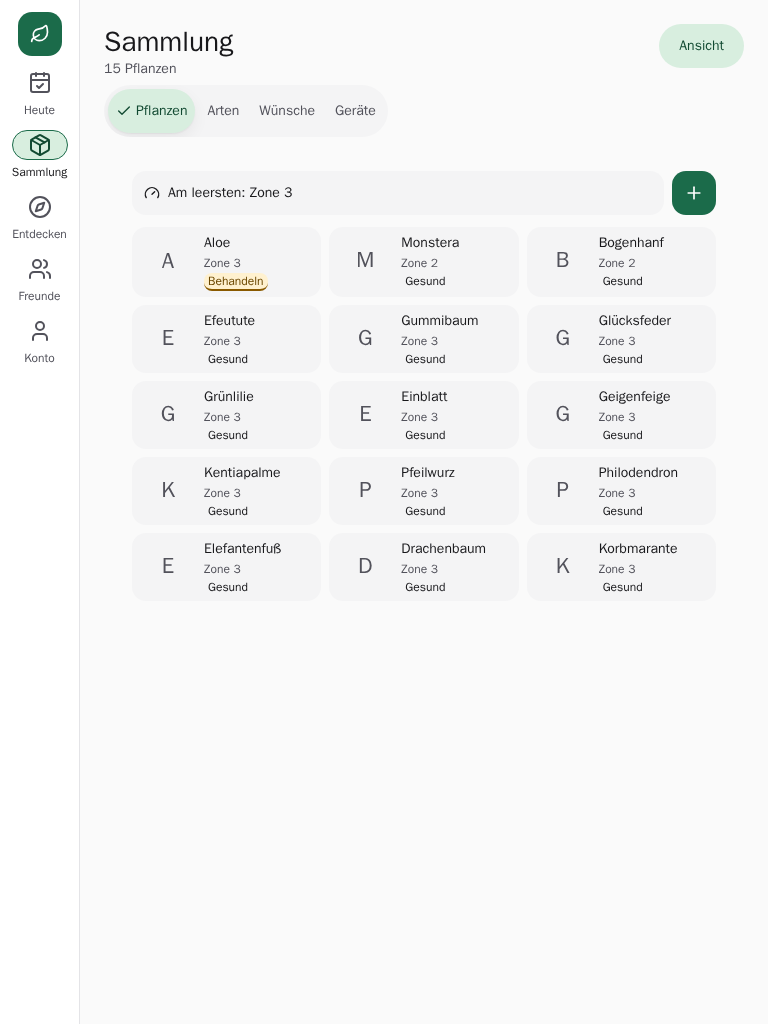 Heute
Sammlung
Entdecken
Freunde
Konto
Sammlung
15 Pflanzen
Ansicht
Pflanzen Arten Wünsche Geräte
Am leersten: Zone 3
A
Aloe
Zone 3
Behandeln
M
Monstera
Zone 2
Gesund
B
Bogenhanf
Zone 2
Gesund
E
Efeutute
Zone 3
Gesund
G
Gummibaum
Zone 3
Gesund
G
Glücksfeder
Zone 3
Gesund
G
Grünlilie
Zone 3
Gesund
E
Einblatt
Zone 3
Gesund
G
Geigenfeige
Zone 3
Gesund
K
Kentiapalme
Zone 3
Gesund
P
Pfeilwurz
Zone 3
Gesund
P
Philodendron
Zone 3
Gesund
E
Elefantenfuß
Zone 3
Gesund
D
Drachenbaum
Zone 3
Gesund
K
Korbmarante
Zone 3
Gesund